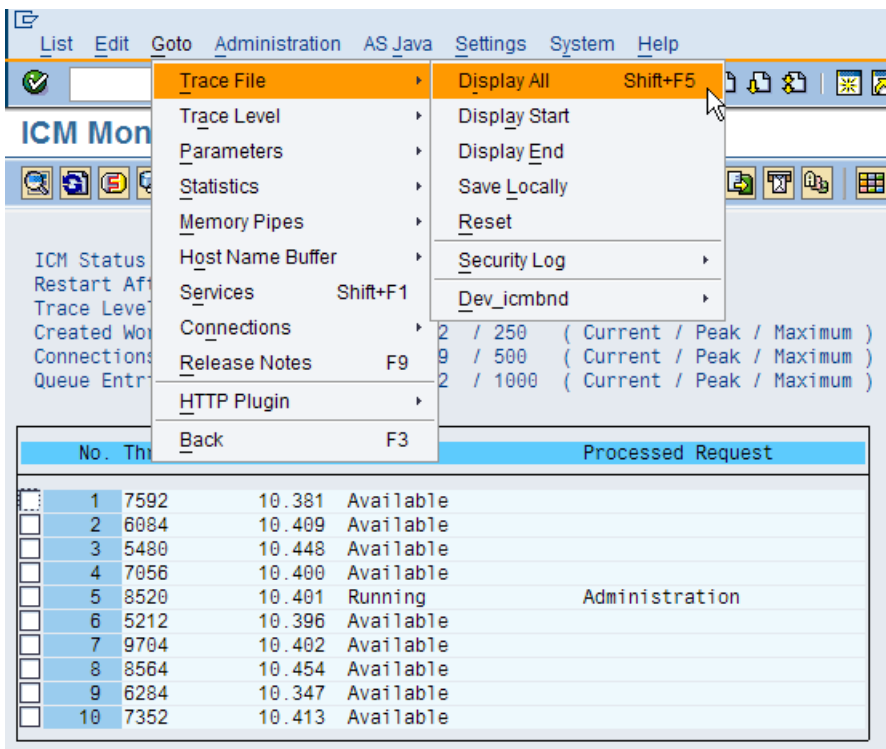 List Edit Goto Administration AS Java Settings System Help
Trace File
Display All Shift+F5
ICM Mon
Trace Level
Display Start
Parameters
Display End
Statistics
Save Locally
Memory Pipes
Reset
Host Name Buffer
Security Log
Services Shift+F1
Dev_icmbnd
Connections
Release Notes F9
HTTP Plugin
Back F3
ICM Status
Restart Aft
Trace Level
Created Wor 2 / 250 ( Current / Peak / Maximum )
Connections 9 / 500 ( Current / Peak / Maximum )
Queue Entr 2 / 1000 ( Current / Peak / Maximum )
No. Thr Processed Request
1 7592 10.381 Available
2 6084 10.409 Available
3 5480 10.448 Available
4 7056 10.400 Available
5 8520 10.401 Running Administration
6 5212 10.396 Available
7 9704 10.402 Available
8 8564 10.454 Available
9 6284 10.347 Available
10 7352 10.413 Available